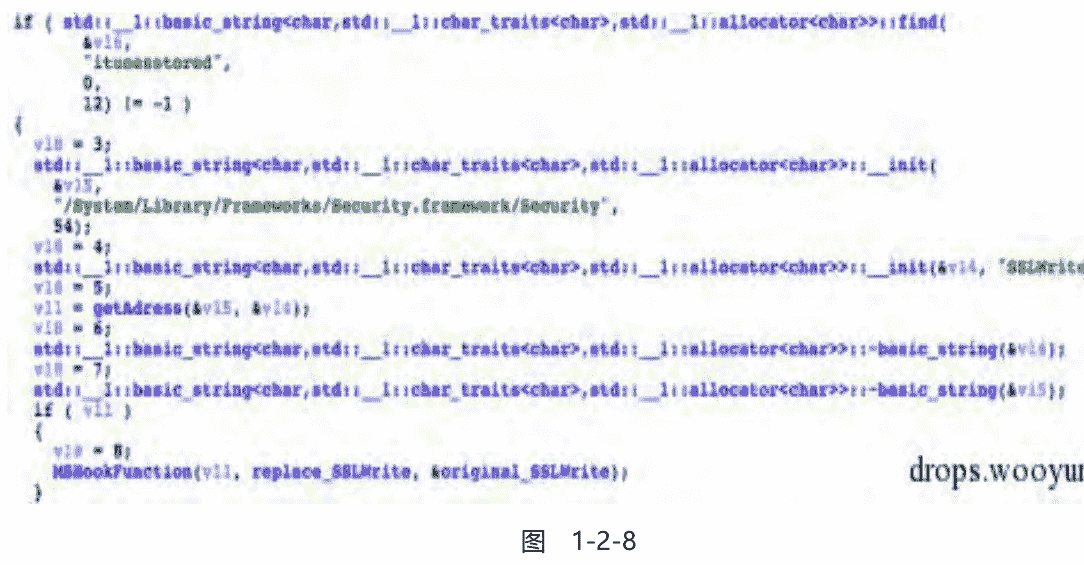 if ( std::__1::basic_string<char,std::__1::char_traits<char>,std::__1::allocator<char>>::find(
&v16,
"itunesstored",
0,
12) != -1 )
{
v18 = 3;
std::__1::basic_string<char,std::__1::char_traits<char>,std::__1::allocator<char>>::__init(
&v15,
"/System/Library/Frameworks/Security.framework/Security",
54);
v18 = 4;
std::__1::basic_string<char,std::__1::char_traits<char>,std::__1::allocator<char>>::__init(&v14, "SSLWrite
v18 = 5;
v11 = getAdress(&v15, &v14);
v18 = 6;
std::__1::basic_string<char,std::__1::char_traits<char>,std::__1::allocator<char>>::~basic_string(&v14);
v18 = 7;
std::__1::basic_string<char,std::__1::char_traits<char>,std::__1::allocator<char>>::~basic_string(&v15);
if ( v11 )
{
v18 = 8;
MSHookFunction(v11, replace_SSLWrite, &original_SSLWrite);
}
drops.wooyu
图 1-2-8